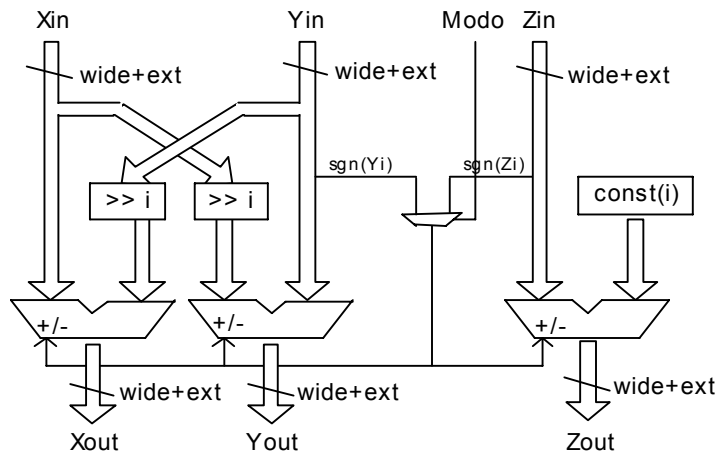 Xin Yin Modo Zin
wide+ext wide+ext wide+ext
sgn(Yi) sgn(Zi)
>> i >> i const(i)
+/- +/- +/-
wide+ext wide+ext wide+ext
Xout Yout Zout